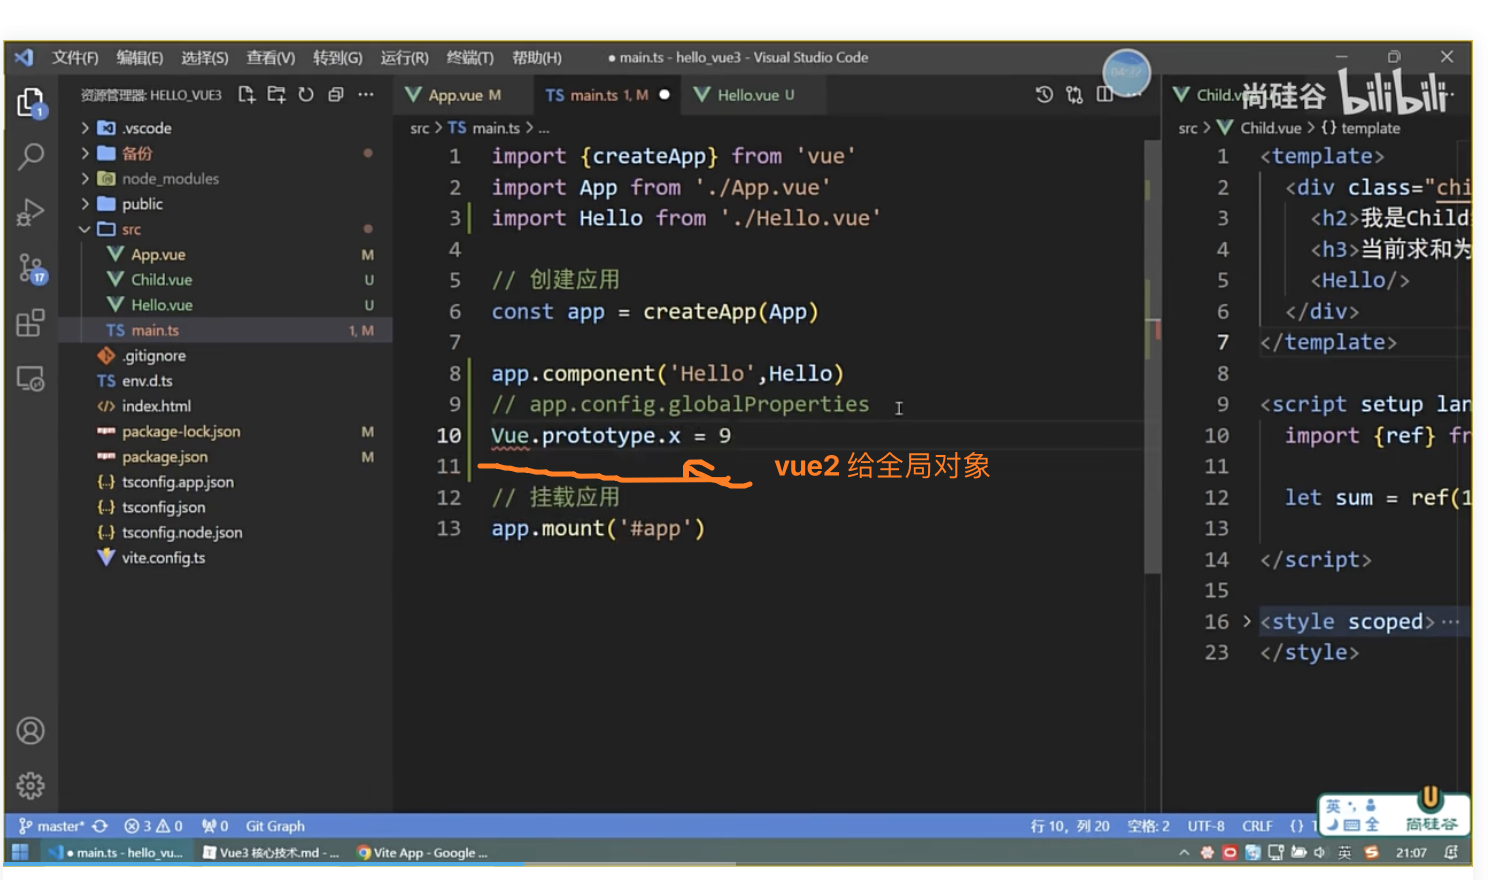 文件(F) 编辑(E) 选择(S) 查看(V) 转到(G) 运行(R) 终端(T) 帮助(H) ● main.ts - hello_vue3 - Visual Studio Code
04:27
尚硅谷 bilibili
资源管理器: HELLO_VUE3
.vscode
备份
node_modules
public
src
App.vue M
Child.vue U
Hello.vue U
TS main.ts 1, M
.gitignore
TS env.d.ts
index.html
package-lock.json M
package.json M
{..} tsconfig.app.json
{..} tsconfig.json
{..} tsconfig.node.json
vite.config.ts
1
17
App.vue M TS main.ts 1, M ● Hello.vue U
src > TS main.ts > ...
1 import {createApp} from 'vue'
2 import App from './App.vue'
3 import Hello from './Hello.vue'
4
5 // 创建应用
6 const app = createApp(App)
7
8 app.component('Hello',Hello)
9 // app.config.globalProperties
10 Vue.prototype.x = 9
11
vue2 给全局对象
12 // 挂载应用
13 app.mount('#app')
src > Child.vue > {} template
1 <template>
2 <div class="chi
3 <h2>我是Child
4 <h3>当前求和为
5 <Hello/>
6 </div>
7 </template>
8
9 <script setup lan
10 import {ref} fr
11
12 let sum = ref(1
13
14 </script>
15
16 > <style scoped>···
23 </style>
master* 3 0 0 Git Graph
行 10，列 20 空格: 2 UTF-8 CRLF {}
英
全
尚硅谷
● main.ts - hello_vu... Vue3 核心技术.md - ... Vite App - Google ...
英 21:07